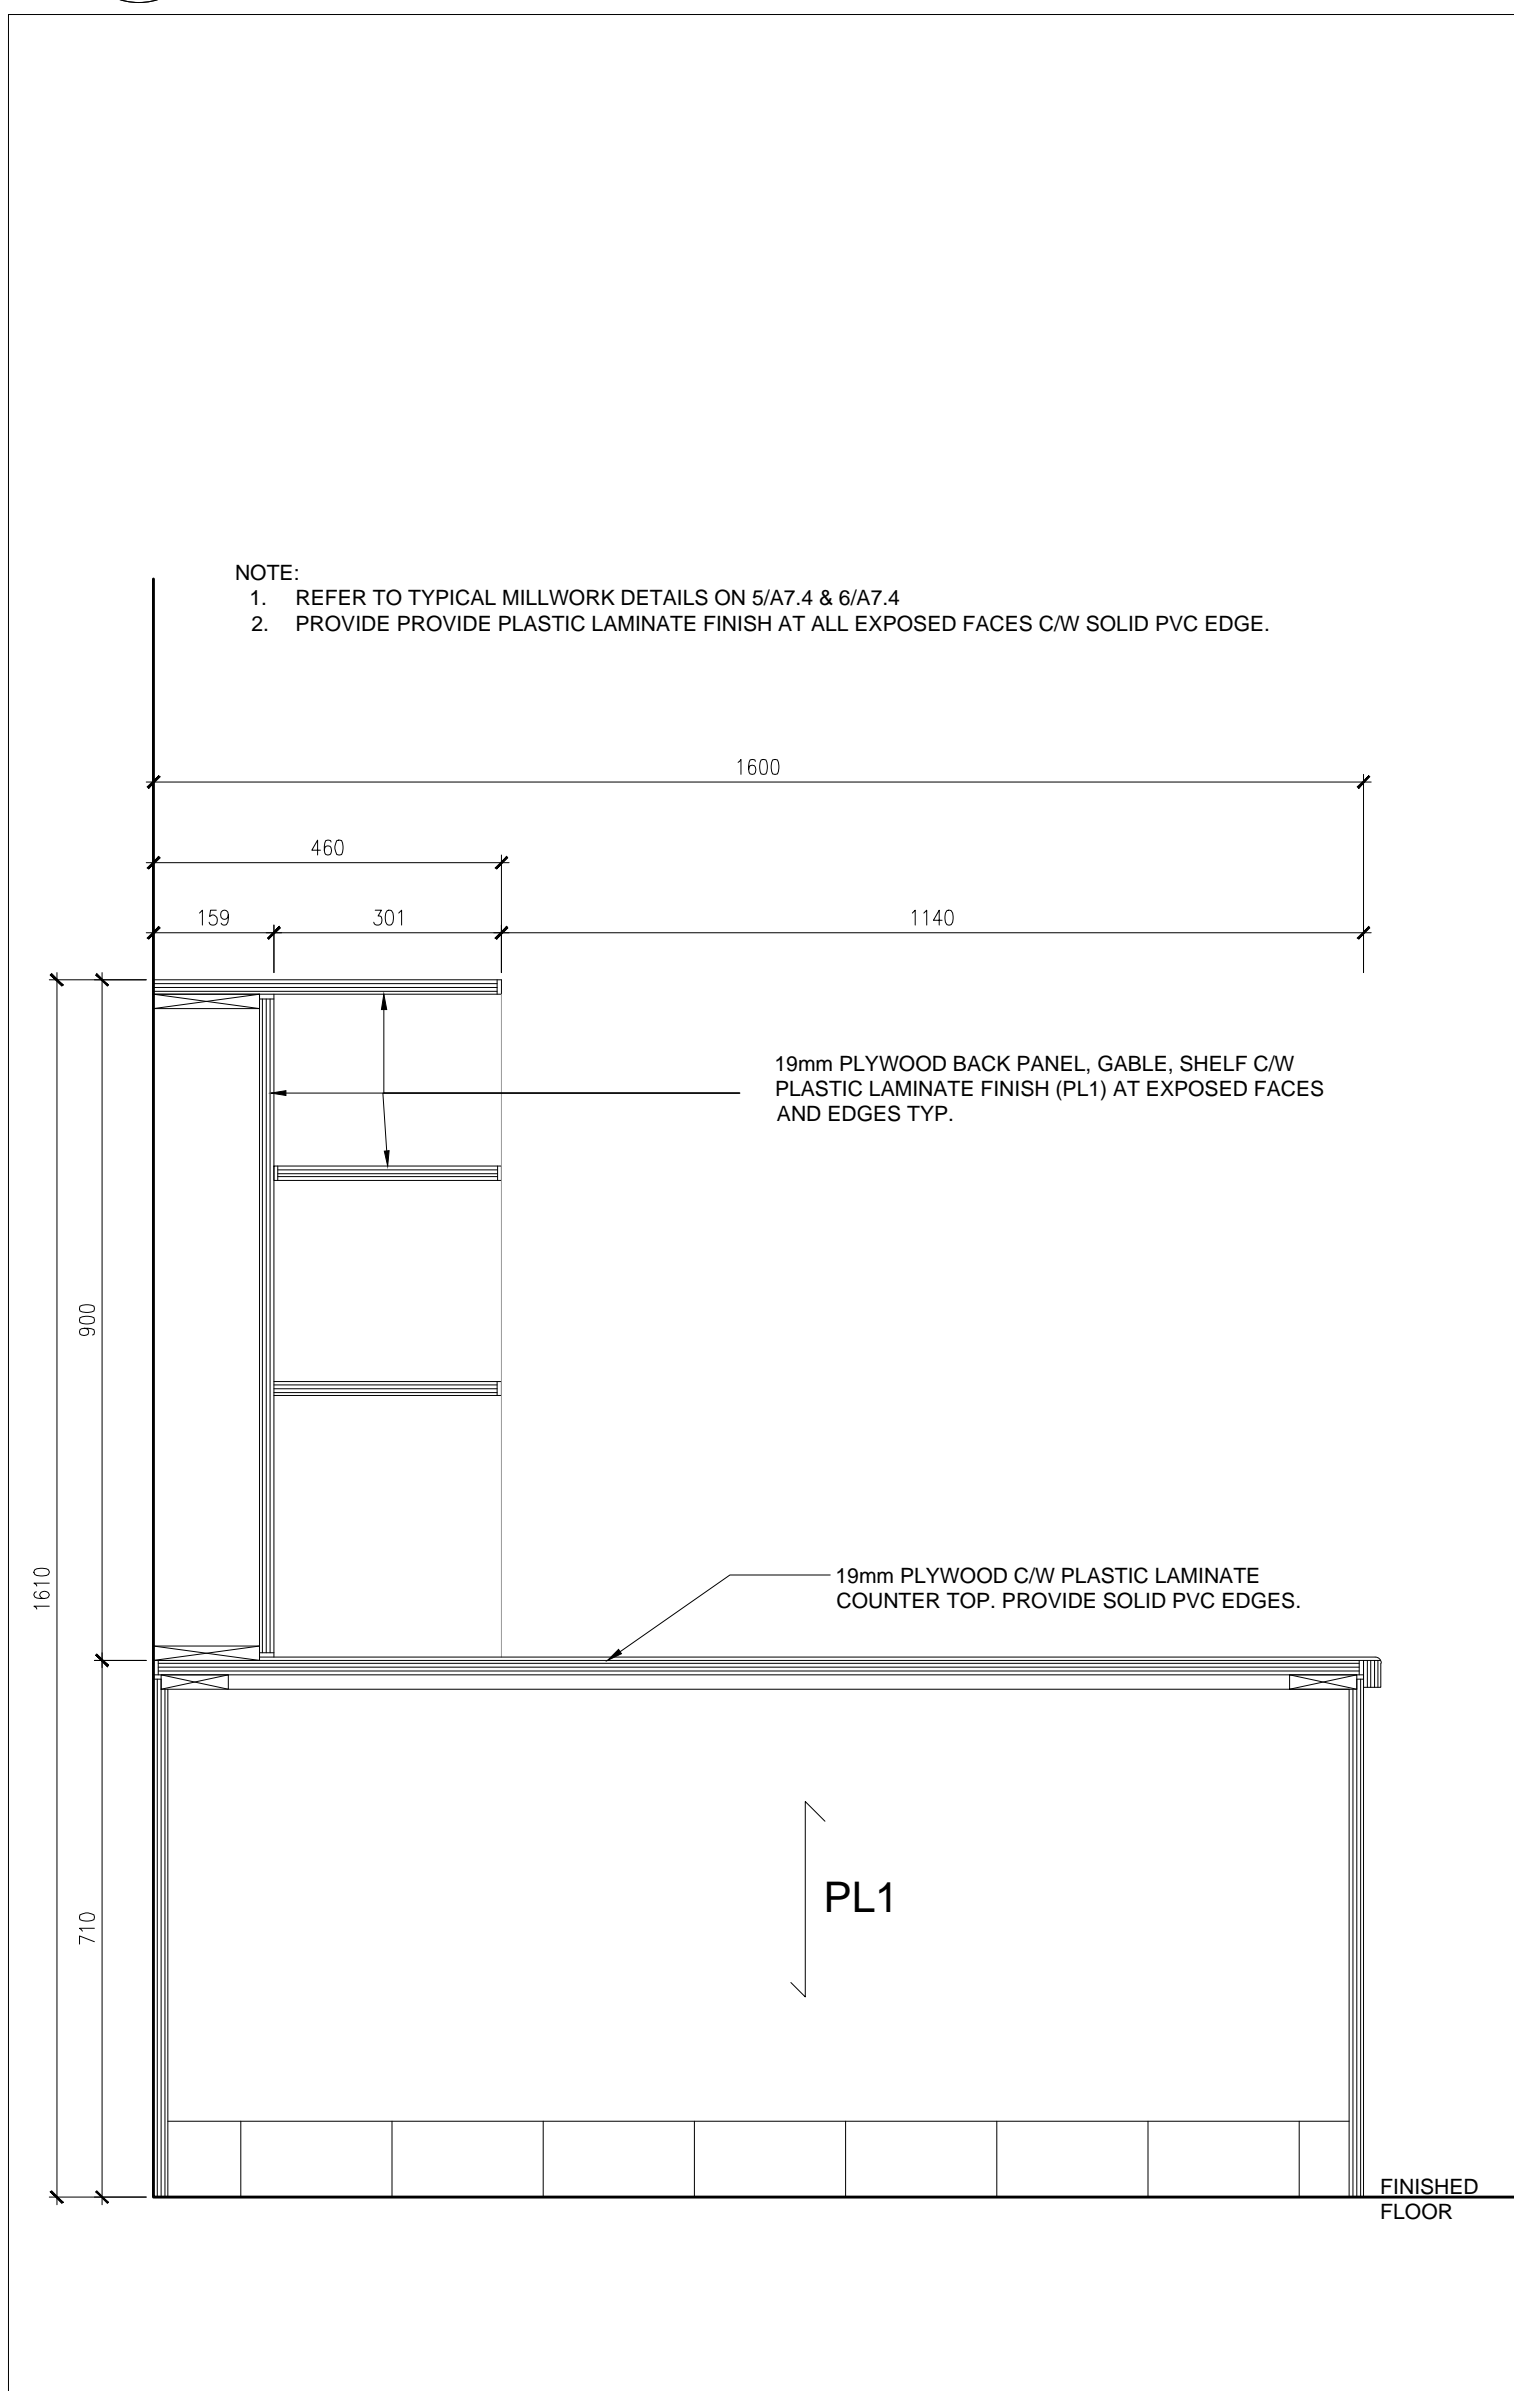 NOTE:
1. REFER TO TYPICAL MILLWORK DETAILS ON 5/A7.4 & 6/A7.4
2. PROVIDE PROVIDE PLASTIC LAMINATE FINISH AT ALL EXPOSED FACES C/W SOLID PVC EDGE.
1600
460
159
301
1140
19mm PLYWOOD BACK PANEL, GABLE, SHELF C/W
PLASTIC LAMINATE FINISH (PL1) AT EXPOSED FACES
AND EDGES TYP.
900
1610
19mm PLYWOOD C/W PLASTIC LAMINATE
COUNTER TOP. PROVIDE SOLID PVC EDGES.
PL1
710
FINISHED
FLOOR